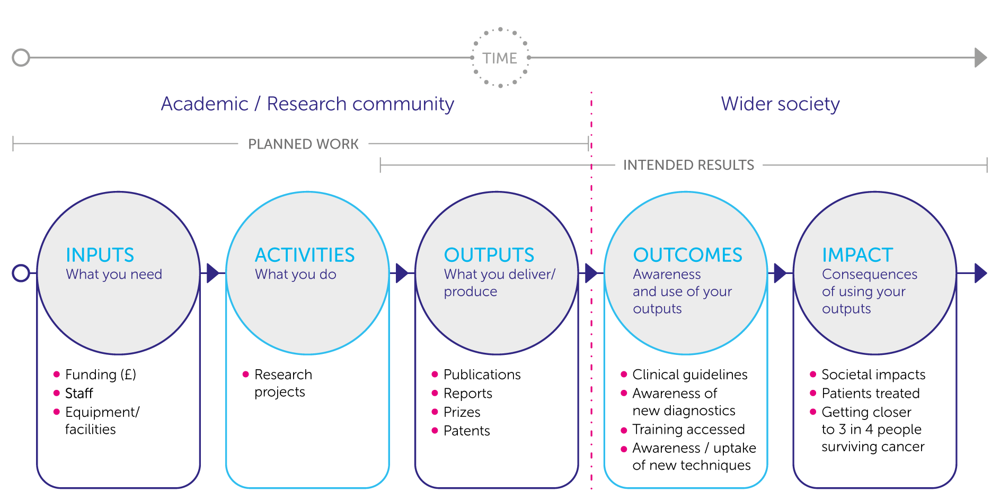 TIME
Academic / Research community
Wider society
PLANNED WORK
INTENDED RESULTS
INPUTS
What you need
ACTIVITIES
What you do
OUTPUTS
What you deliver/
produce
OUTCOMES
Awareness
and use of your
outputs
IMPACT
Consequences
of using your
outputs
Funding (£)
Staff
Equipment/
facilities
Research
projects
Publications
Reports
Prizes
Patents
Clinical guidelines
Awareness of
new diagnostics
Training accessed
Awareness / uptake
of new techniques
Societal impacts
Patients treated
Getting closer
to 3 in 4 people
surviving cancer